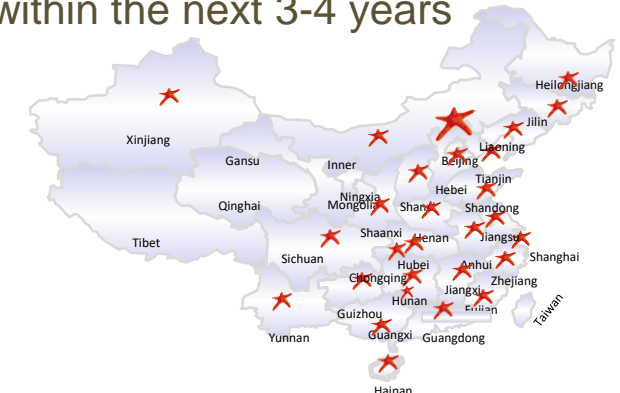 within the next 3-4 years
Heilongjiang
Jilin
Liaoning
Xinjiang
Gansu
Inner
Beijing
Tianjin
Hebei
Ningxia
Mongolia
Qinghai
Shanxi
Shandong
Tibet
Shaanxi
Henan
Jiangsu
Sichuan
Shanghai
Hubei
Anhui
Chongqing
Zhejiang
Jiangxi
Hunan
Fujian
Taiwan
Guizhou
Yunnan
Guangxi
Guangdong
Hainan